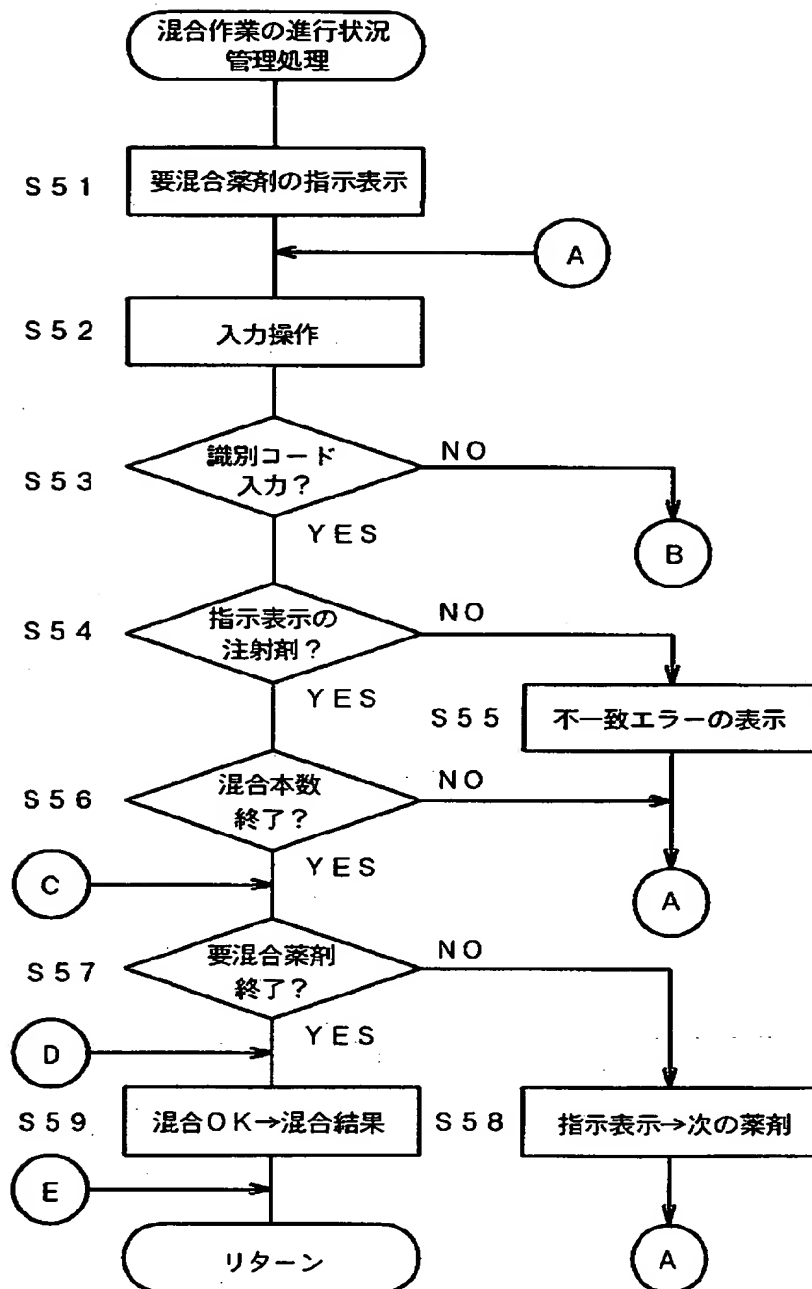 混合作業の進行状況
管理処理
S51
要混合薬剤の指示表示
A
S52
入力操作
S53
識別コード
入力?
NO
YES
B
S54
指示表示の
注射剤?
NO
YES
S55
不一致エラーの表示
S56
混合本数
終了?
NO
YES
C
A
S57
要混合薬剤
終了?
NO
YES
D
S59
混合OK→混合結果
S58
指示表示→次の薬剤
E
リターン
A